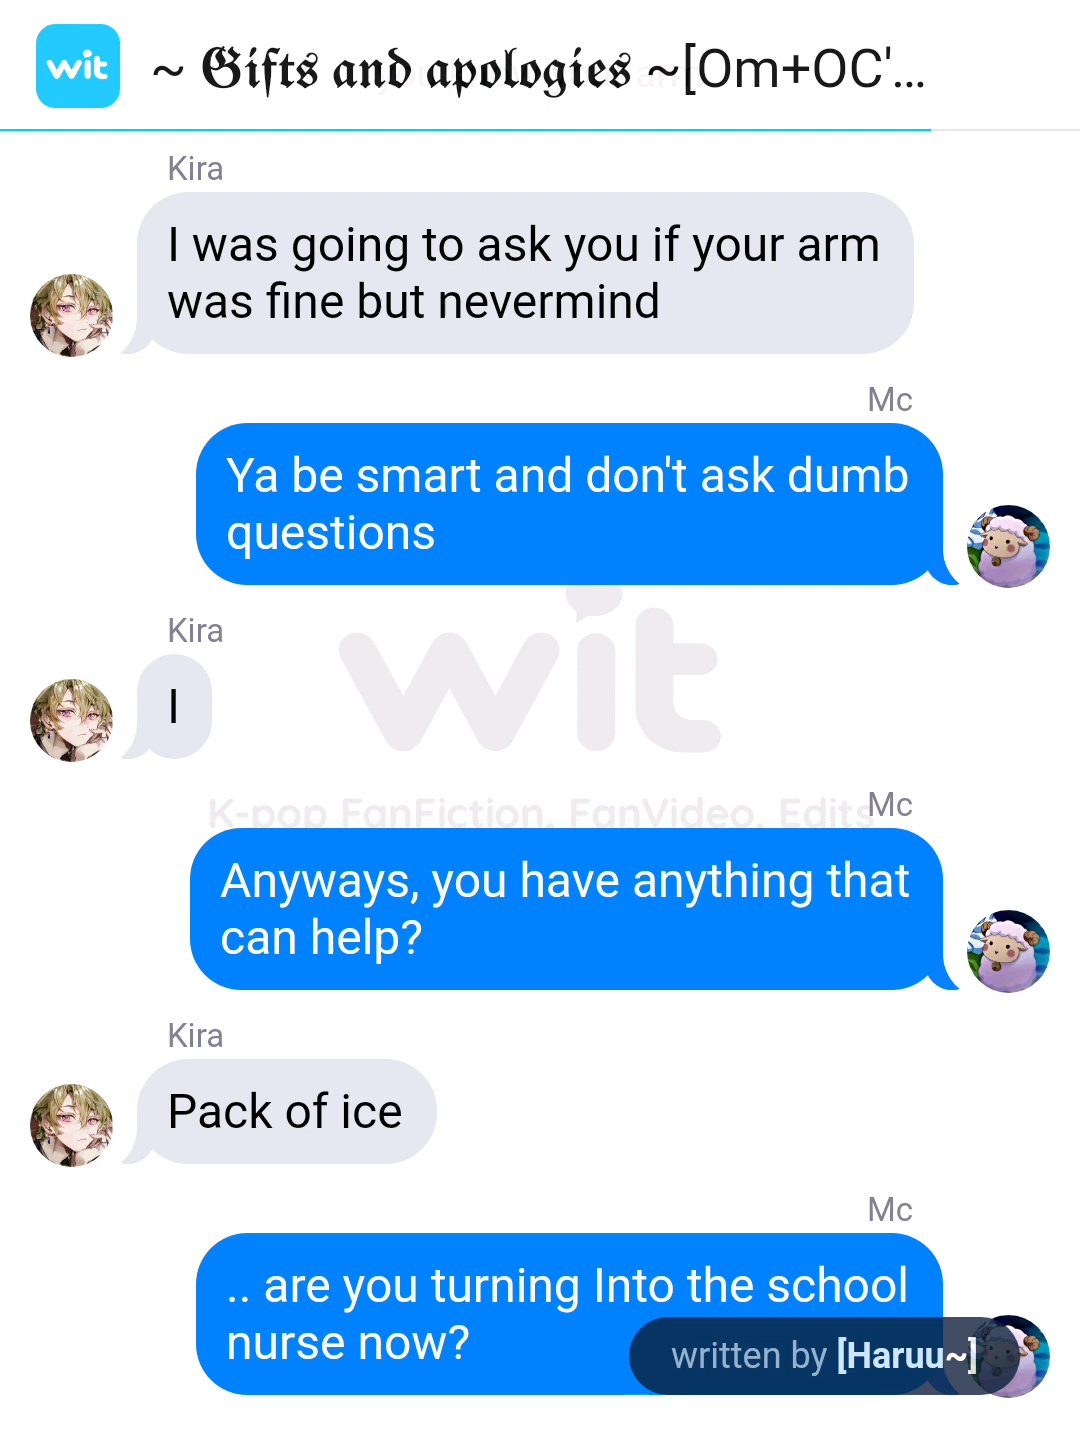 wit
~ 𝕲𝖎𝖋𝖙𝖘 𝖆𝖓𝖉 𝖆𝖕𝖔𝖑𝖔𝖌𝖎𝖊𝖘 ~[Om+OC'...
Kira
I was going to ask you if your arm
was fine but nevermind
Mc
Ya be smart and don't ask dumb
questions
Kira
I
wit
K-pop FanFiction, FanVideo, Edits
Mc
Anyways, you have anything that
can help?
Kira
Pack of ice
Mc
.. are you turning Into the school
nurse now?
written by [Haruu~]